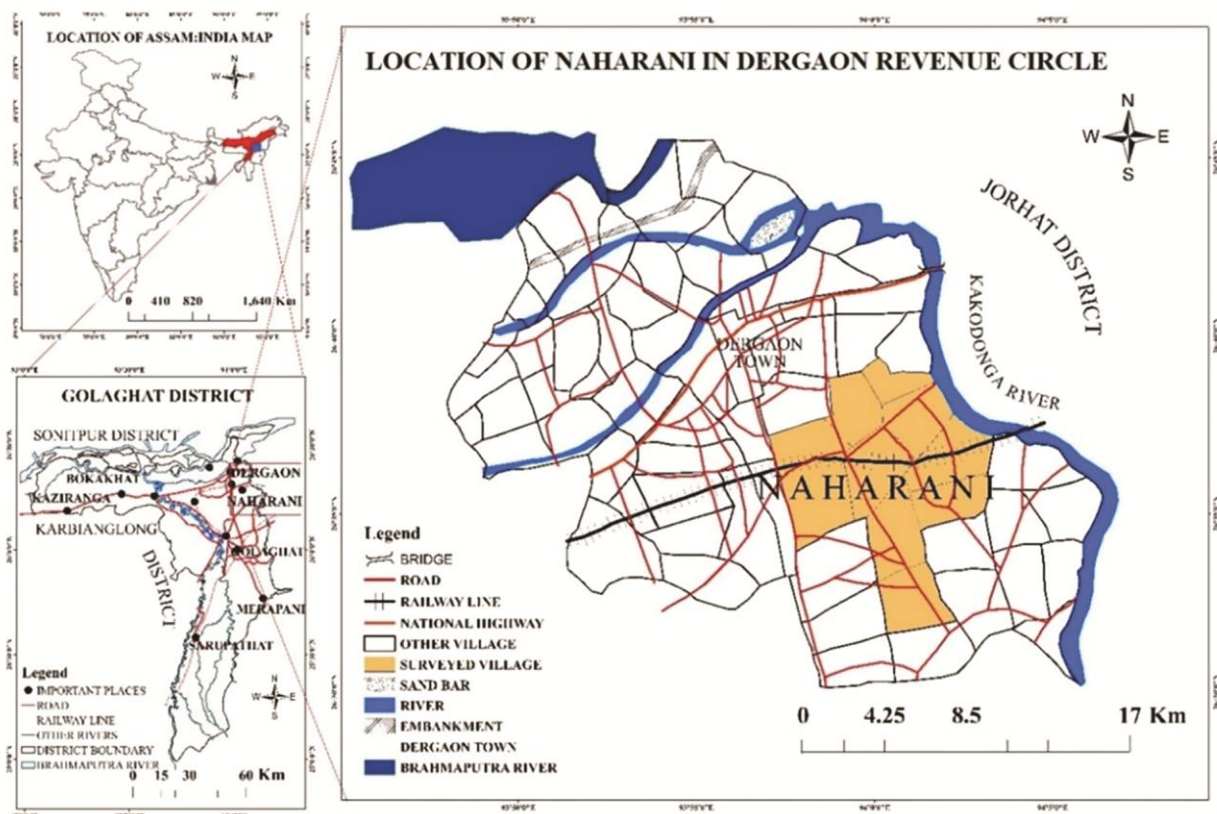 LOCATION OF ASSAM:INDIA MAP
N
W E
S
0 410 820 1,640 Km
GOLAGHAT DISTRICT
SONITPUR DISTRICT
DERGAON
BOKAKHAT
NAHARANI
KAZIRANGA
KARBIANGLONG
DISTRICT
GOLAGHAT
MERAPANI
SARUPATHAT
Legend
IMPORTANT PLACES
ROAD
RAILWAY LINE
OTHER RIVERS
DISTRICT BOUNDARY
BRAHMAPUTRA RIVER
N
W E
S
0 15 30 60 Km
LOCATION OF NAHARANI IN DERGAON REVENUE CIRCLE
N
W E
S
JORHAT DISTRICT
KAKODONGA RIVER
DERGAON
TOWN
NAHARANI
Legend
BRIDGE
ROAD
RAILWAY LINE
NATIONAL HIGHWAY
OTHER VILLAGE
SURVEYED VILLAGE
SAND BAR
RIVER
EMBANKMENT
DERGAON TOWN
BRAHMAPUTRA RIVER
0 4.25 8.5 17 Km